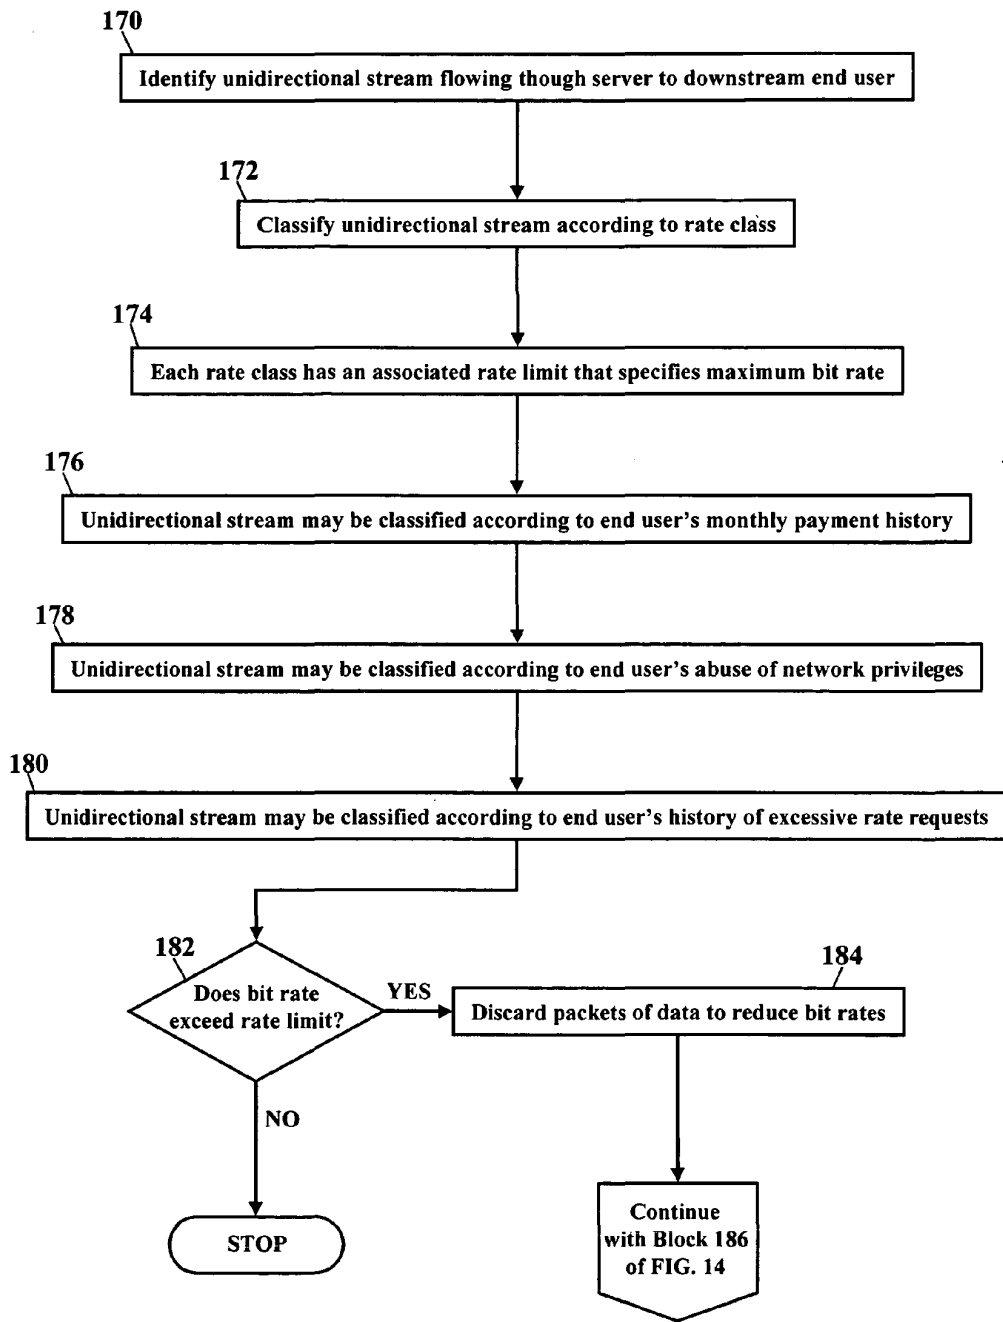 170
Identify unidirectional stream flowing though server to downstream end user
172
Classify unidirectional stream according to rate class
174
Each rate class has an associated rate limit that specifies maximum bit rate
176
Unidirectional stream may be classified according to end user's monthly payment history
178
Unidirectional stream may be classified according to end user's abuse of network privileges
180
Unidirectional stream may be classified according to end user's history of excessive rate requests
182
Does bit rate
exceed rate limit?
YES
184
Discard packets of data to reduce bit rates
NO
STOP
Continue
with Block 186
of FIG. 14